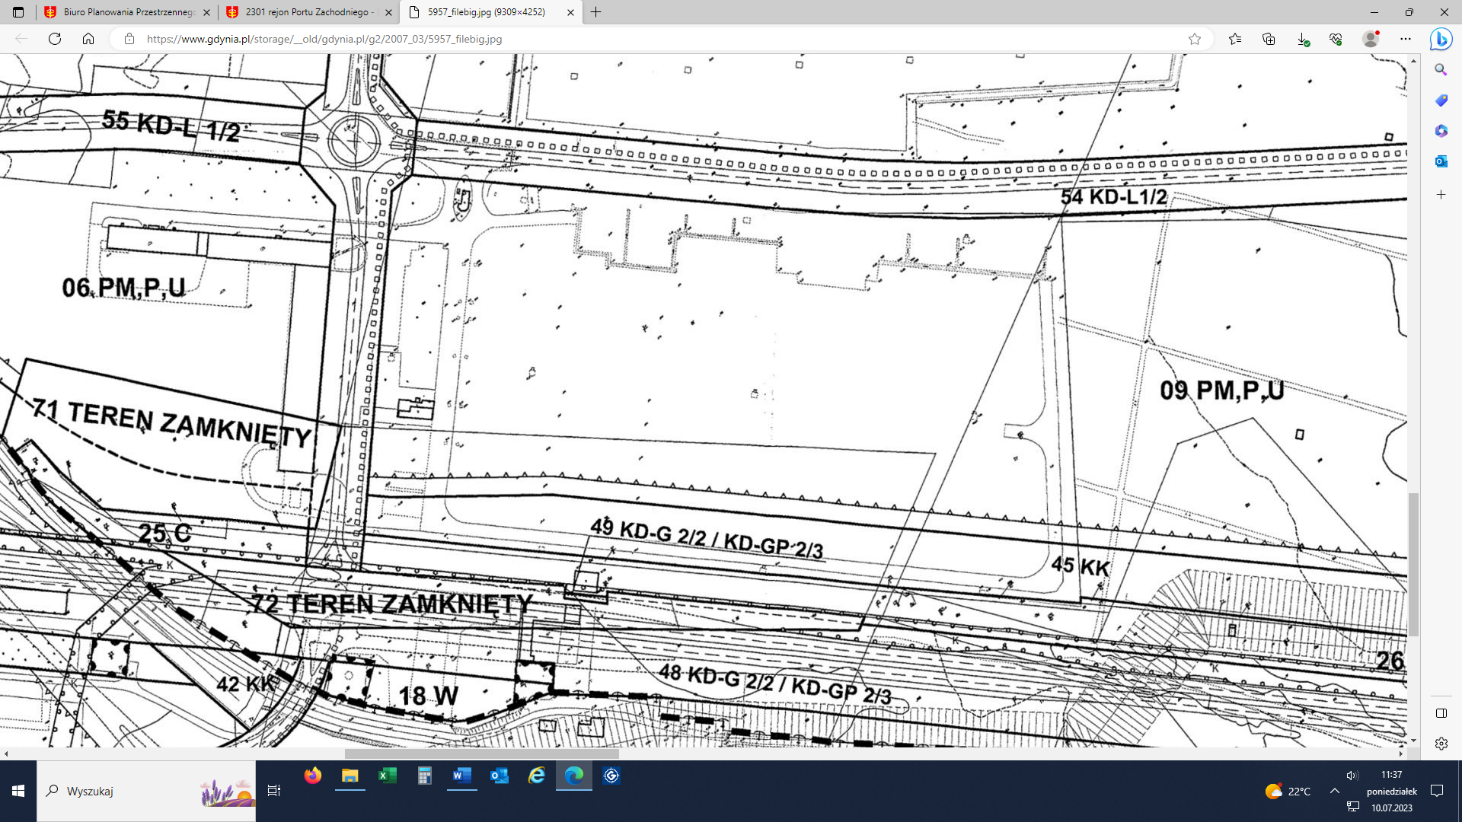 Biuro Planowania Przestrzenneg
2301 rejon Portu Zachodniego -
5957_filebig.jpg (9309×4252)
https://www.gdynia.pl/storage/__old/gdynia.pl/g2/2007_03/5957_filebig.jpg
55 KD-L 1/2
54 KD-L1/2
06 PM,P,U
09 PM,P,U
71 TEREN ZAMKNIĘTY
49 KD-G 2/2 / KD-GP 2/3
25 C
K
45 KK
72 TEREN ZAMKNIĘTY
K
26
K
48 KD-G 2/2 / KD-GP 2/3
42 KK
18 W
Wyszukaj
22°C
11:37
poniedziałek
10.07.2023